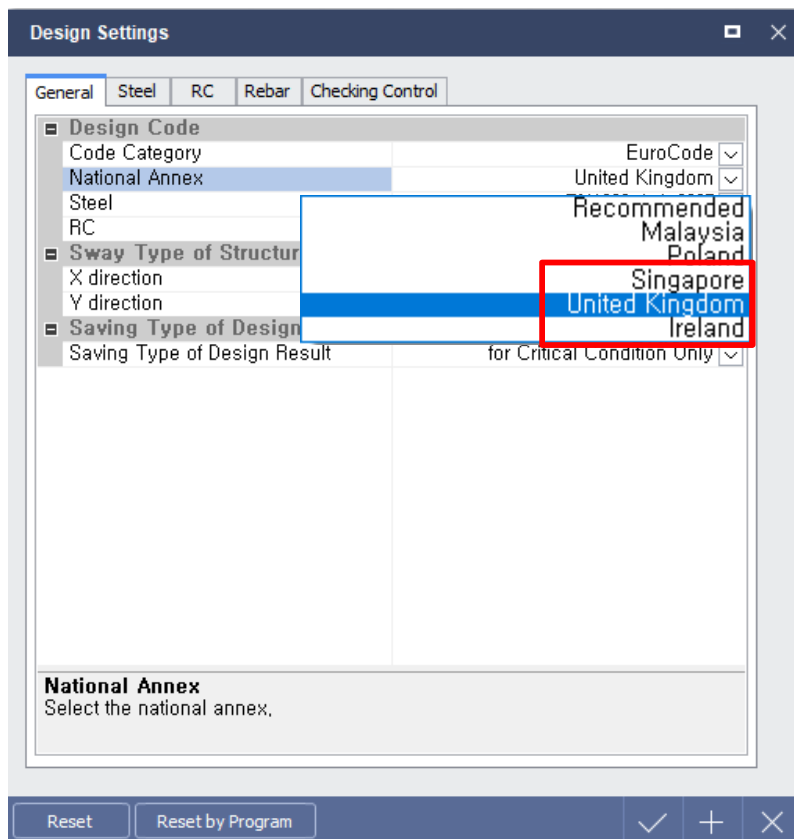 Design Settings
General Steel RC Rebar Checking Control
Design Code
Code Category EuroCode
National Annex United Kingdom
Steel
RC
Recommended
Malaysia
Poland
Singapore
United Kingdom
Ireland
Sway Type of Structur
X direction
Y direction
Saving Type of Design
Saving Type of Design Result for Critical Condition Only
National Annex
Select the national annex,
Reset Reset by Program